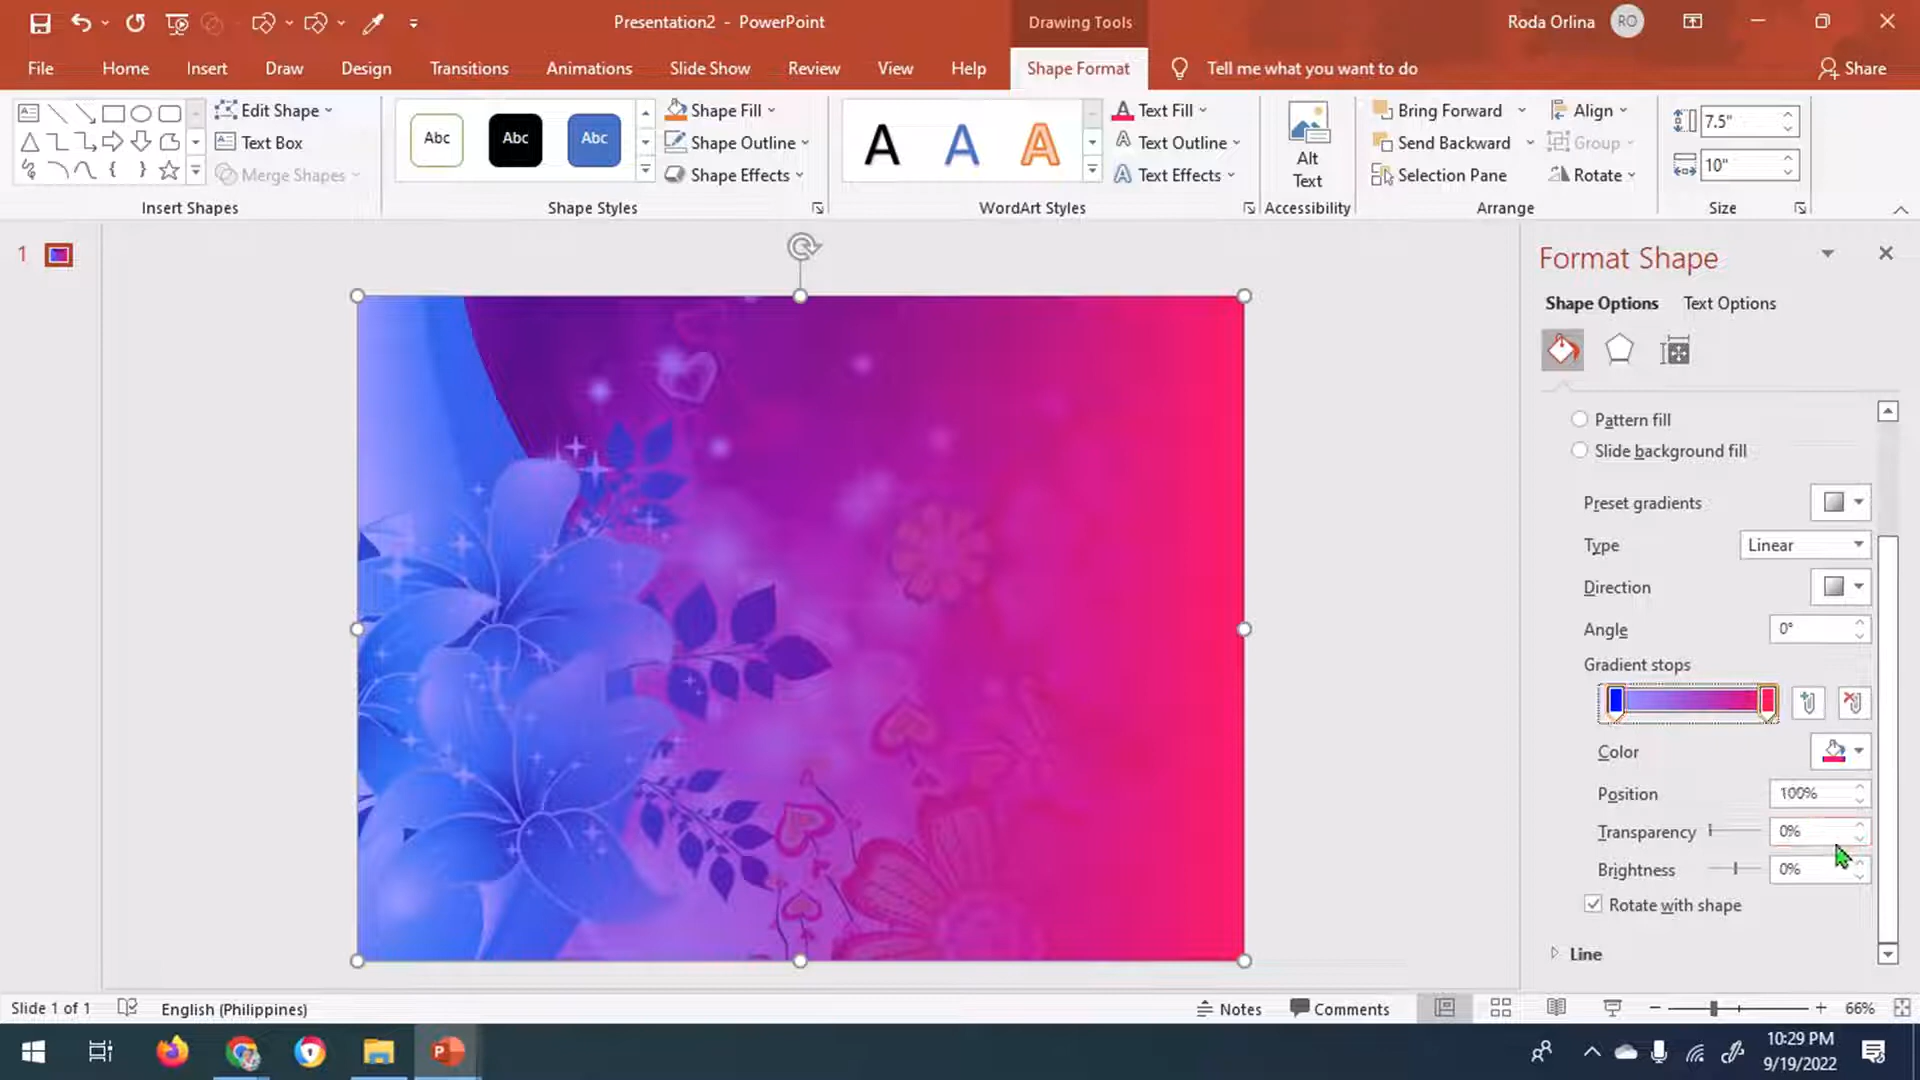 Presentation2 - PowerPoint
Drawing Tools
Roda Orlina
RO
File
Home
Insert
Draw
Design
Transitions
Animations
Slide Show
Review
View
Help
Shape Format
Tell me what you want to do
Share
Edit Shape
Text Box
Merge Shapes
Insert Shapes
Abc
Abc
Abc
Shape Fill
Shape Outline
Shape Effects
Shape Styles
A
A
A
Text Fill
Text Outline
Text Effects
WordArt Styles
Alt
Text
Accessibility
Bring Forward
Send Backward
Selection Pane
Align
Group
Rotate
Arrange
7.5"
10"
Size
1
Format Shape
Shape Options
Text Options
Pattern fill
Slide background fill
Preset gradients
Type
Linear
Direction
Angle
0°
Gradient stops
Color
Position
100%
Transparency
0%
Brightness
0%
Rotate with shape
Line
Slide 1 of 1
English (Philippines)
Notes
Comments
66%
10:29 PM
9/19/2022